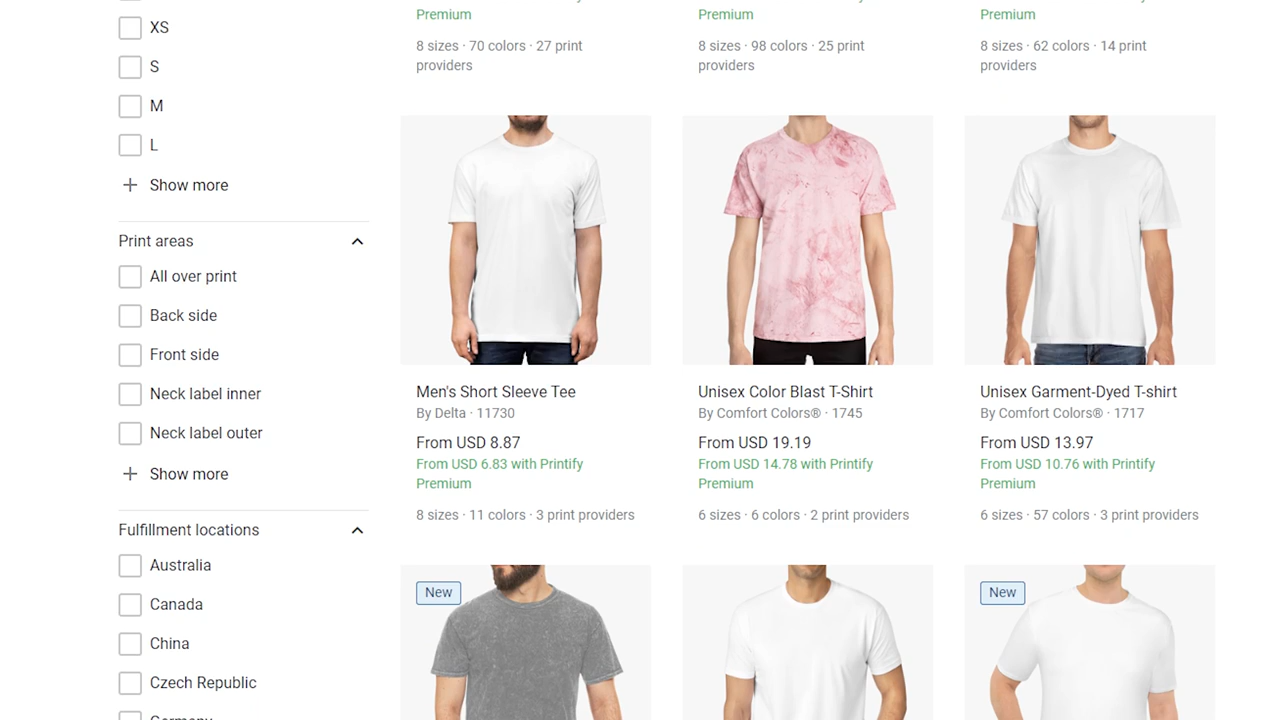 XS
S
M
L
Show more
Print areas
All over print
Back side
Front side
Neck label inner
Neck label outer
Show more
Fulfillment locations
Australia
Canada
China
Czech Republic
Germany
Premium
8 sizes · 70 colors · 27 print
providers
Premium
8 sizes · 98 colors · 25 print
providers
Premium
8 sizes · 62 colors · 14 print
providers
Men's Short Sleeve Tee
By Delta · 11730
From USD 8.87
From USD 6.83 with Printify
Premium
8 sizes · 11 colors · 3 print providers
Unisex Color Blast T-Shirt
By Comfort Colors® · 1745
From USD 19.19
From USD 14.78 with Printify
Premium
6 sizes · 6 colors · 2 print providers
Unisex Garment-Dyed T-shirt
By Comfort Colors® · 1717
From USD 13.97
From USD 10.76 with Printify
Premium
6 sizes · 57 colors · 3 print providers
New
New